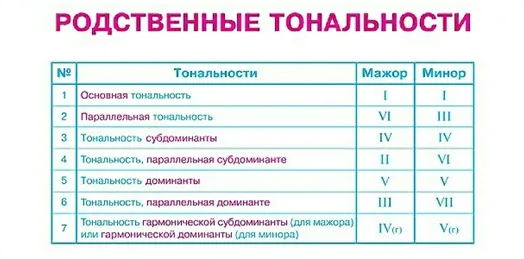 РОДСТВЕННЫЕ ТОНАЛЬНОСТИ
№ Тональности Мажор Минор
1 Основная тональность I I
2 Параллельная тональность VI III
3 Тональность субдоминанты IV IV
4 Тональность, параллельная субдоминанте II VI
5 Тональность доминанты V V
6 Тональность, параллельная доминанте III VII
7 Тональность гармонической субдоминанты (для мажора) IV(г) V(г)
или гармонической доминанты (для минора)